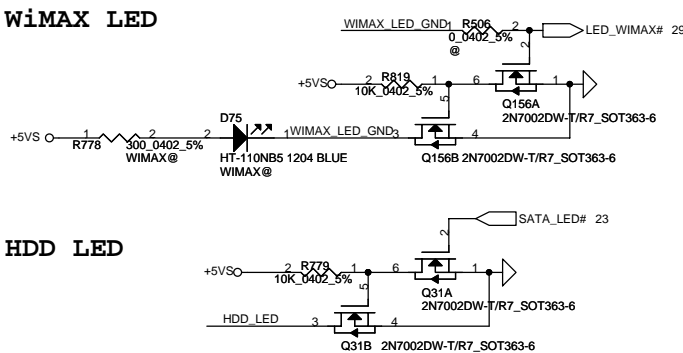 WiMAX LED
WIMAX_LED_GND 1 R506 2
0_0402_5%
@
LED_WIMAX# 29
2
+5VS 2 R819 1 6 1
10K_0402_5%
Q156A
2N7002DW-T/R7_SOT363-6
5
D75
+5VS 1 2 2 1 WIMAX_LED_GND 3 4
R778 300_0402_5%
WIMAX@
HT-110NB5 1204 BLUE
WIMAX@
Q156B 2N7002DW-T/R7_SOT363-6
HDD LED
SATA_LED# 23
2
+5VS 2 R779 1 6 1
10K_0402_5%
Q31A
2N7002DW-T/R7_SOT363-6
5
HDD_LED 3 4
Q31B 2N7002DW-T/R7_SOT363-6